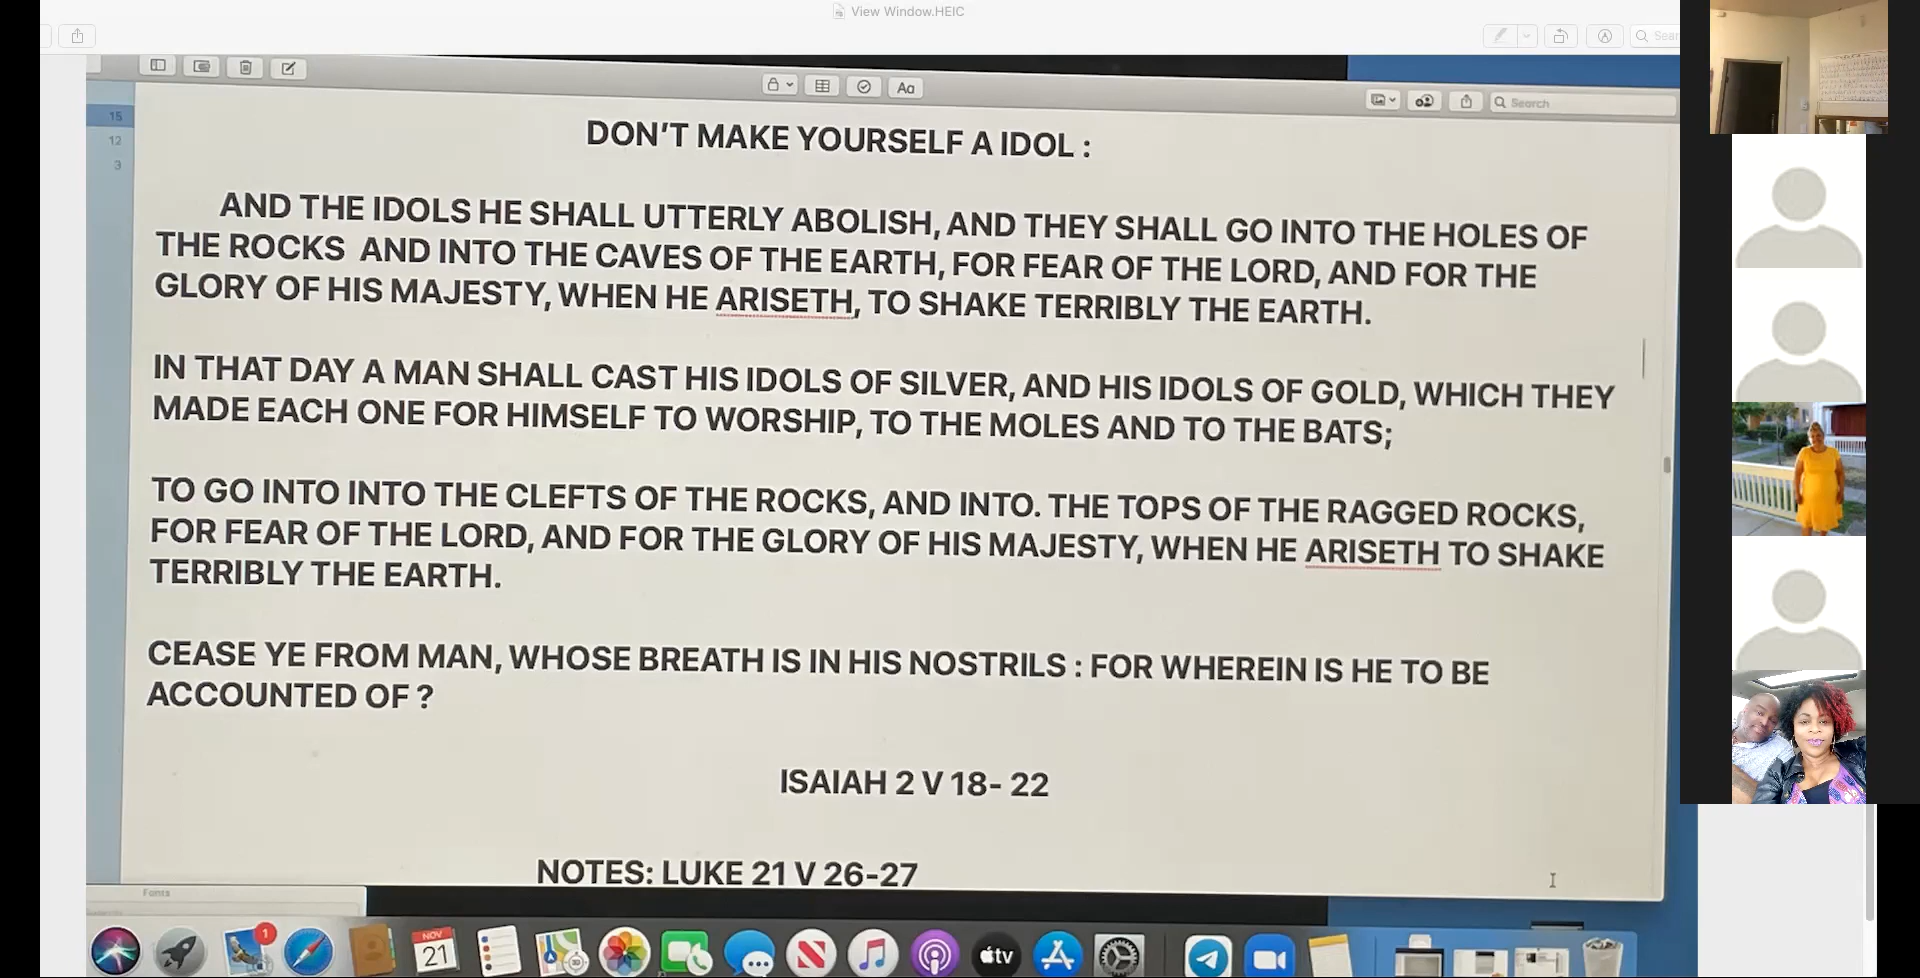 View Window.HEIC
Sear
Aa
Search
15
12
3
DON'T MAKE YOURSELF A IDOL :
AND THE IDOLS HE SHALL UTTERLY ABOLISH, AND THEY SHALL GO INTO THE HOLES OF
THE ROCKS AND INTO THE CAVES OF THE EARTH, FOR FEAR OF THE LORD, AND FOR THE
GLORY OF HIS MAJESTY, WHEN HE ARISETH, TO SHAKE TERRIBLY THE EARTH.
IN THAT DAY A MAN SHALL CAST HIS IDOLS OF SILVER, AND HIS IDOLS OF GOLD, WHICH THEY
MADE EACH ONE FOR HIMSELF TO WORSHIP, TO THE MOLES AND TO THE BATS;
TO GO INTO INTO THE CLEFTS OF THE ROCKS, AND INTO. THE TOPS OF THE RAGGED ROCKS,
FOR FEAR OF THE LORD, AND FOR THE GLORY OF HIS MAJESTY, WHEN HE ARISETH TO SHAKE
TERRIBLY THE EARTH.
CEASE YE FROM MAN, WHOSE BREATH IS IN HIS NOSTRILS : FOR WHEREIN IS HE TO BE
ACCOUNTED OF ?
ISAIAH 2 V 18- 22
NOTES: LUKE 21 V 26-27
Fonts
1
NOV
21
tv